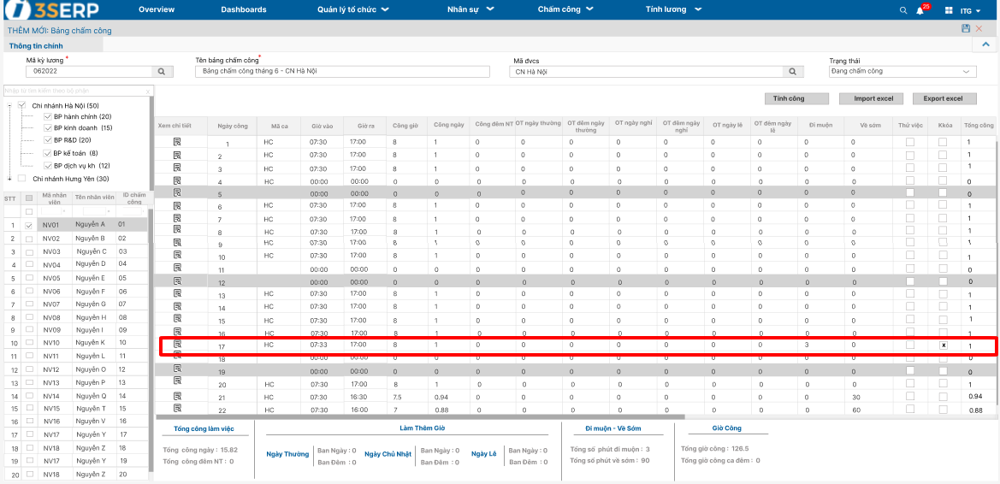 3SERP Overview Dashboards Quản lý tổ chức Nhân sự Chấm công Tính lương 25 ITG
THÊM MỚI: Bảng chấm công
Thông tin chính
Mã kỳ lương * Tên bảng chấm công * Mã đvcs Trạng thái
062022 Bảng chấm công tháng 6 - CN Hà Nội CN Hà Nội Đang chấm công
Nhập từ tìm kiếm theo bộ phận x
Chi nhánh Hà Nội (50)
BP hành chính (20)
BP kinh doanh (15)
BP R&D (20)
BP kế toán (8)
BP dịch vụ kh (12)
Chi nhánh Hưng Yên (30)
STT Mã nhân viên Tên nhân viên ID chấm công
1 NV01 Nguyễn A 01
2 NV02 Nguyễn B 02
3 NV03 Nguyễn C 03
4 NV04 Nguyễn D 04
5 NV05 Nguyễn E 05
6 NV06 Nguyễn F 06
7 NV07 Nguyễn G 07
8 NV08 Nguyễn H 08
9 NV09 Nguyễn I 09
10 NV10 Nguyễn K 10
11 NV11 Nguyễn L 11
12 NV12 Nguyễn O 12
13 NV13 Nguyễn P 13
14 NV14 Nguyễn Q 14
15 NV15 Nguyễn T 15
16 NV16 Nguyễn V 16
17 NV17 Nguyễn Y 17
18 NV18 Nguyễn Z 18
19 NV17 Nguyễn Y 19
20 NV18 Nguyễn Z 20
Tính công Import excel Export excel
Xem chi tiết Ngày công Mã ca Giờ vào Giờ ra Công giờ Công ngày Công đêm NT OT ngày thường OT đêm ngày thường OT ngày nghỉ OT đêm ngày nghỉ OT ngày lễ OT đêm ngày lễ Đi muộn Về sớm Thử việc Khóa Tổng công
1 HC 07:30 17:00 8 1 0 0 0 0 0 0 0 0 0 1
2 HC 07:30 17:00 8 1 0 0 0 0 0 0 0 0 0 1
3 HC 07:30 17:00 8 1 0 0 0 0 0 0 0 0 0 1
4 HC 00:00 00:00 0 0 0 0 0 0 0 0 0 0 0 0
5 00:00 00:00 0 0 0 0 0 0 0 0 0 0 0 0
6 HC 07:30 17:00 8 1 0 0 0 0 0 0 0 0 0 1
7 HC 07:30 17:00 8 1 0 0 0 0 0 0 0 0 0 1
8 HC 07:30 17:00 8 1 0 0 0 0 0 0 0 0 0 1
9 HC 07:30 17:00 8 1 0 0 0 0 0 0 0 0 0 1
10 HC 07:30 17:00 8 1 0 0 0 0 0 0 0 0 0 1
11 00:00 00:00 0 0 0 0 0 0 0 0 0 0 0 0
12 00:00 00:00 0 0 0 0 0 0 0 0 0 0 0 0
13 HC 07:30 17:00 8 1 0 0 0 0 0 0 0 0 0 1
14 HC 07:30 17:00 8 1 0 0 0 0 0 0 0 0 0 1
15 HC 07:30 17:00 8 1 0 0 0 0 0 0 0 0 0 1
16 HC 07:30 17:00 8 1 0 0 0 0 0 0 0 0 0 1
17 HC 07:33 17:00 8 1 0 0 0 0 0 0 0 3 0 x 1
18 00:00 00:00 0 0 0 0 0 0 0 0 0 0 0 0
19 00:00 00:00 0 0 0 0 0 0 0 0 0 0 0 0
20 HC 07:30 17:00 8 1 0 0 0 0 0 0 0 0 0 1
21 HC 07:30 16:30 7.5 0.94 0 0 0 0 0 0 0 0 30 0.94
22 HC 07:30 16:00 7 0.88 0 0 0 0 0 0 0 0 60 0.88
Tổng công làm việc
Tổng công ngày : 15.82
Tổng công đêm NT : 0
Làm Thêm Giờ
Ngày Thường Ban Ngày : 0 Ban Đêm : 0
Ngày Chủ Nhật Ban Ngày : 0 Ban Đêm : 0
Ngày Lễ Ban Ngày : 0 Ban Đêm : 0
Đi muộn - Về Sớm
Tổng số phút đi muộn : 3
Tổng số phút về sớm : 90
Giờ Công
Tổng giờ công : 126.5
Tổng giờ công ca đêm : 0